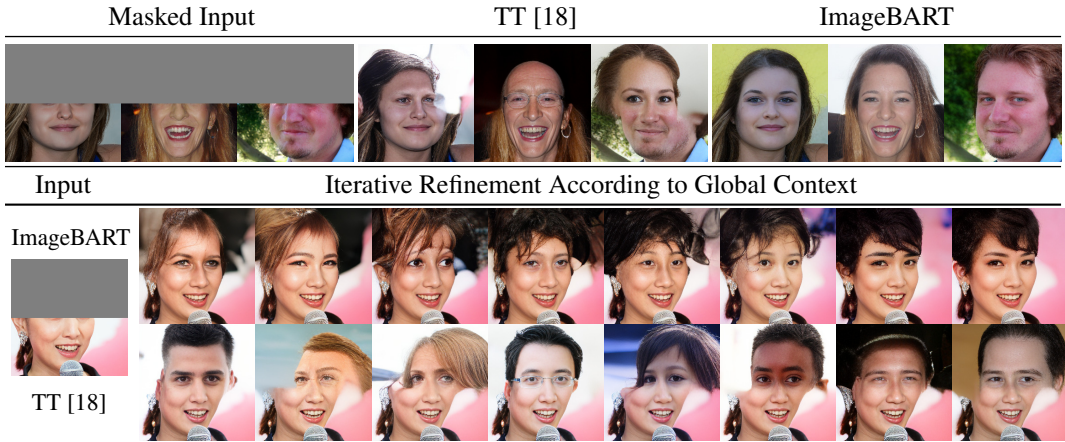 Masked Input TT [18] ImageBART
Input Iterative Refinement According to Global Context
ImageBART
TT [18]